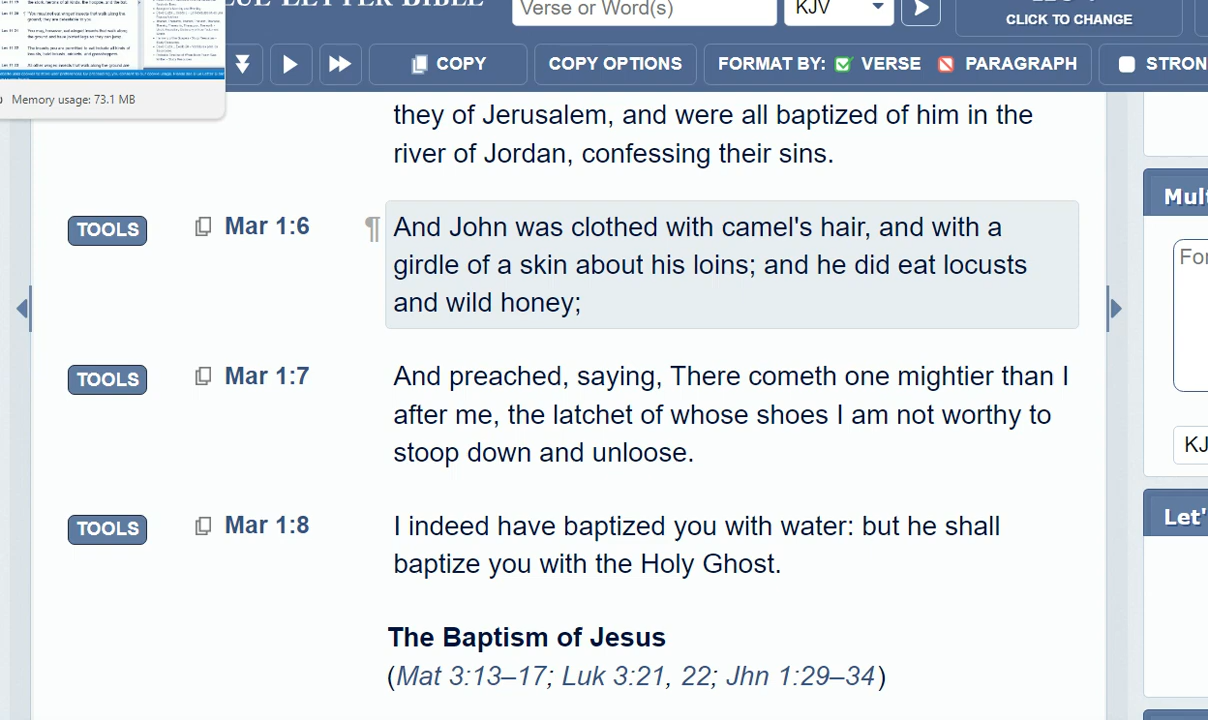 Memory usage: 73.1 MB
Verse or Word(s)
KJV
CLICK TO CHANGE
COPY
COPY OPTIONS
FORMAT BY: VERSE PARAGRAPH
STRON
they of Jerusalem, and were all baptized of him in the
river of Jordan, confessing their sins.
TOOLS Mar 1:6 ¶ And John was clothed with camel's hair, and with a
girdle of a skin about his loins; and he did eat locusts
and wild honey;
TOOLS Mar 1:7 And preached, saying, There cometh one mightier than I
after me, the latchet of whose shoes I am not worthy to
stoop down and unloose.
TOOLS Mar 1:8 I indeed have baptized you with water: but he shall
baptize you with the Holy Ghost.
The Baptism of Jesus
(Mat 3:13–17; Luk 3:21, 22; Jhn 1:29–34)
Mul
For
KJ
Let'